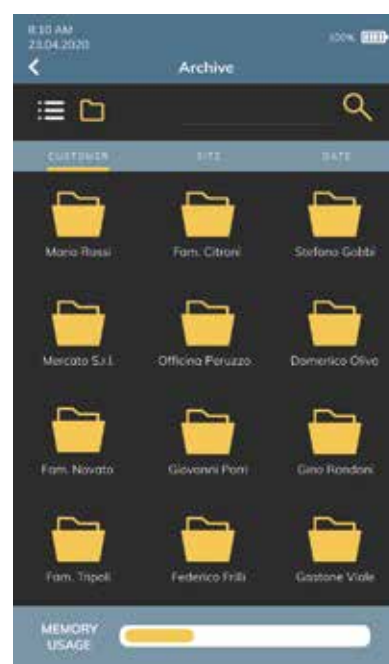 8:10 AM
23.04.2020
100%
Archive
CUSTOMER SITE DATE
Mario Rossi Fam. Citroni Stefano Gobbi
Mercato S.r.l. Officina Peruzzo Domenico Olivo
Fam. Novato Giovanni Porri Gino Rondoni
Fam. Tripoli Federico Frilli Gastone Viale
MEMORY
USAGE